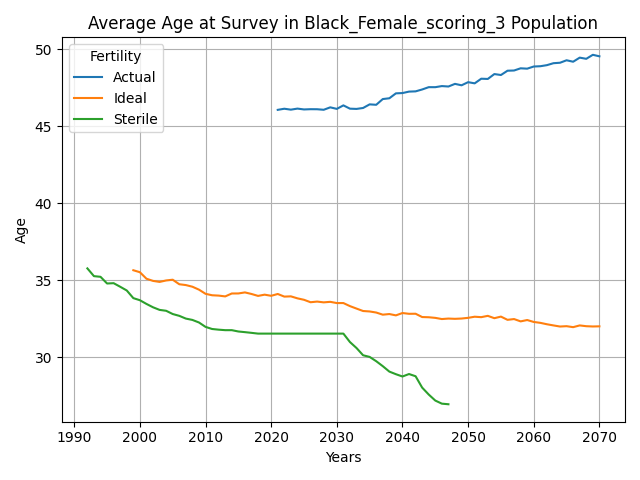 Average Age at Survey in Black_Female_scoring_3 Population
Fertility
Actual
Ideal
Sterile
50
45
40
35
30
Age
1990 2000 2010 2020 2030 2040 2050 2060 2070
Years